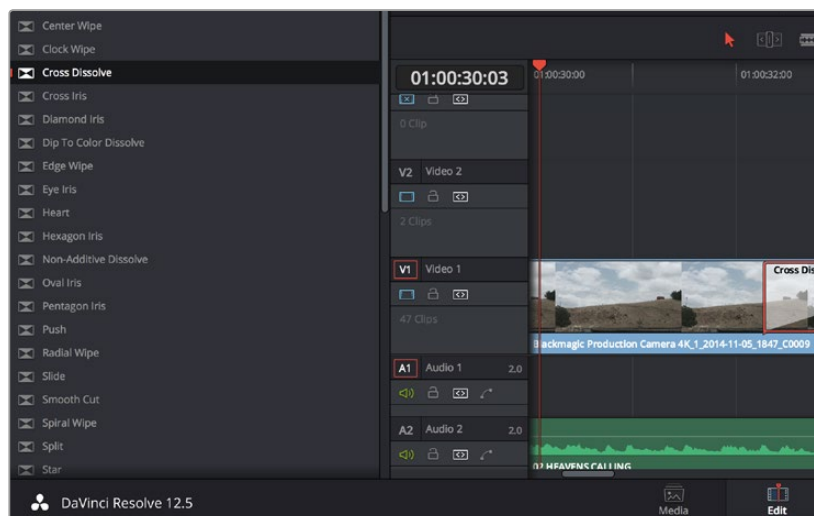 Center Wipe
Clock Wipe
Cross Dissolve
Cross Iris
Diamond Iris
Dip To Color Dissolve
Edge Wipe
Eye Iris
Heart
Hexagon Iris
Non-Additive Dissolve
Oval Iris
Pentagon Iris
Push
Radial Wipe
Slide
Smooth Cut
Spiral Wipe
Split
Star
01:00:30:03
01:00:30:00
01:00:32:00
0 Clip
V2 Video 2
2 Clips
V1 Video 1
47 Clips
Cross Dis
Blackmagic Production Camera 4K_1_2014-11-05_1847_C0009
A1 Audio 1 2.0
A2 Audio 2 2.0
02 HEAVENS CALLING
DaVinci Resolve 12.5
Media
Edit